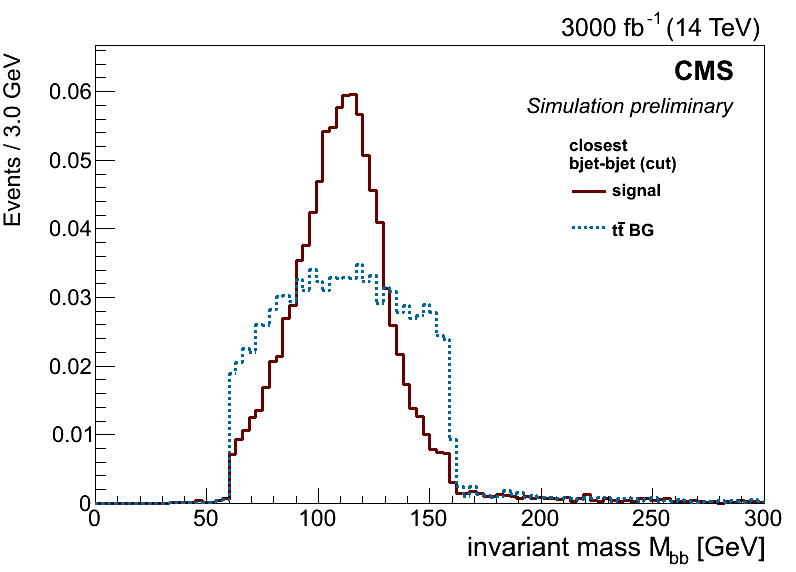 3000 fb⁻¹ (14 TeV)
CMS
Simulation preliminary
closest
bjet-bjet (cut)
signal
tt̄ BG
Events / 3.0 GeV
0.06
0.05
0.04
0.03
0.02
0.01
0
0 50 100 150 200 250 300
invariant mass M_bb [GeV]